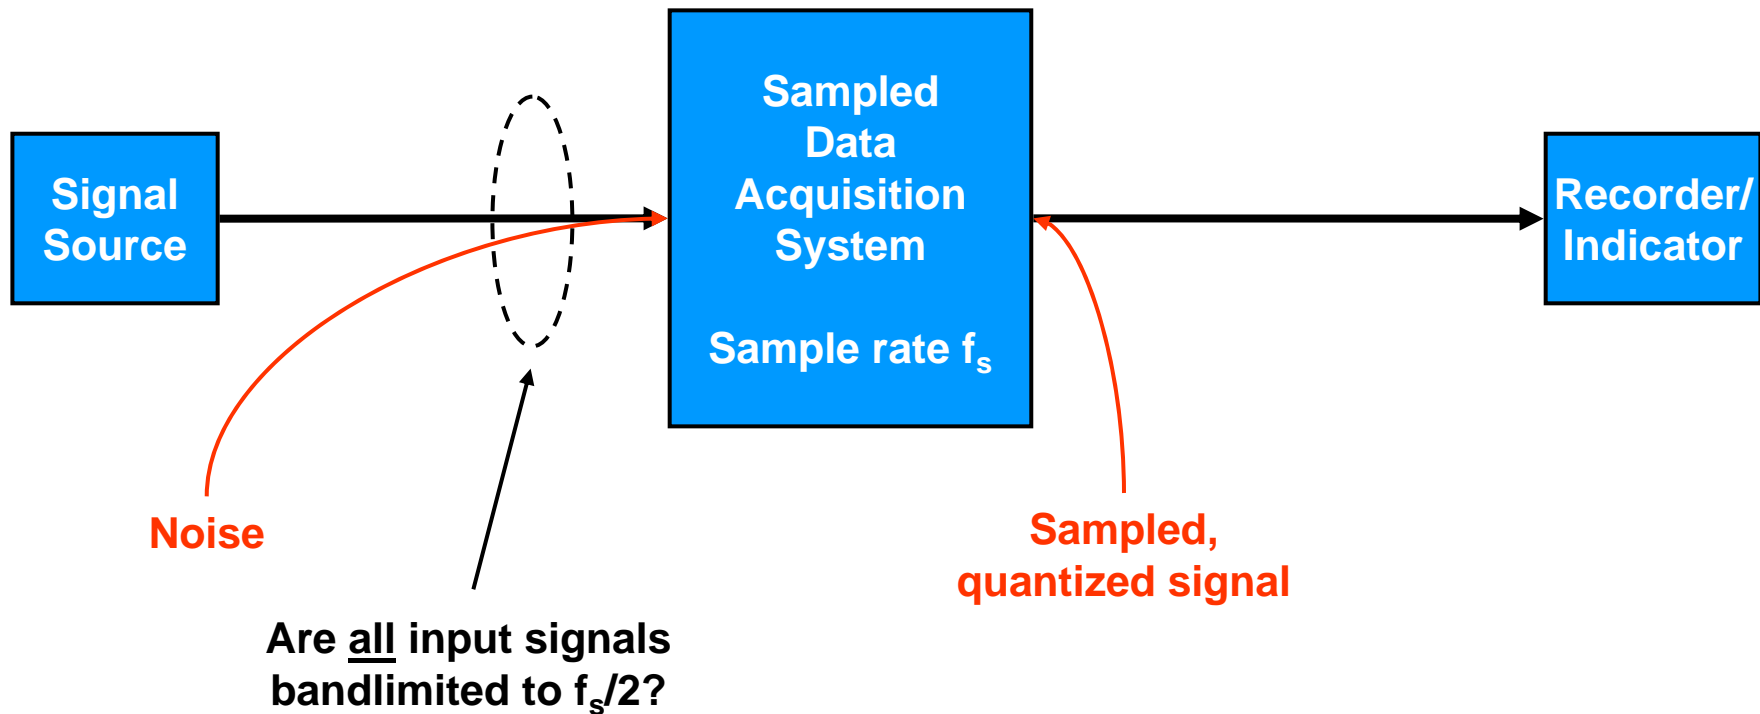 Signal
Source
Sampled
Data
Acquisition
System
Sample rate fs
Recorder/
Indicator
Noise
Sampled,
quantized signal
Are all input signals
bandlimited to fs/2?